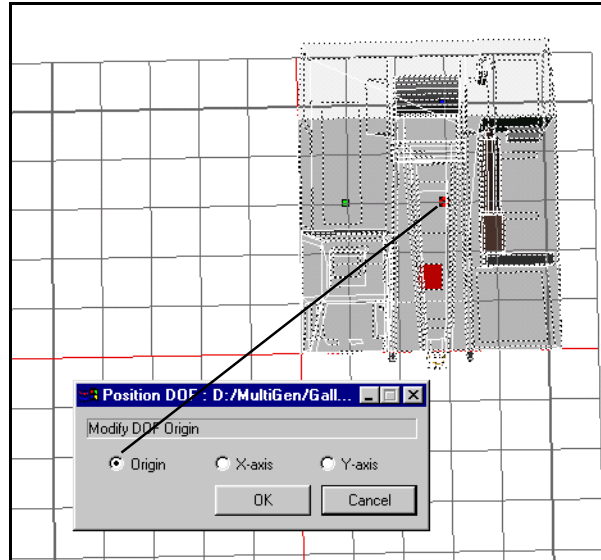 Position DOF : D:/MultiGen/Gall...
Modify DOF Origin
Origin X-axis Y-axis
OK Cancel